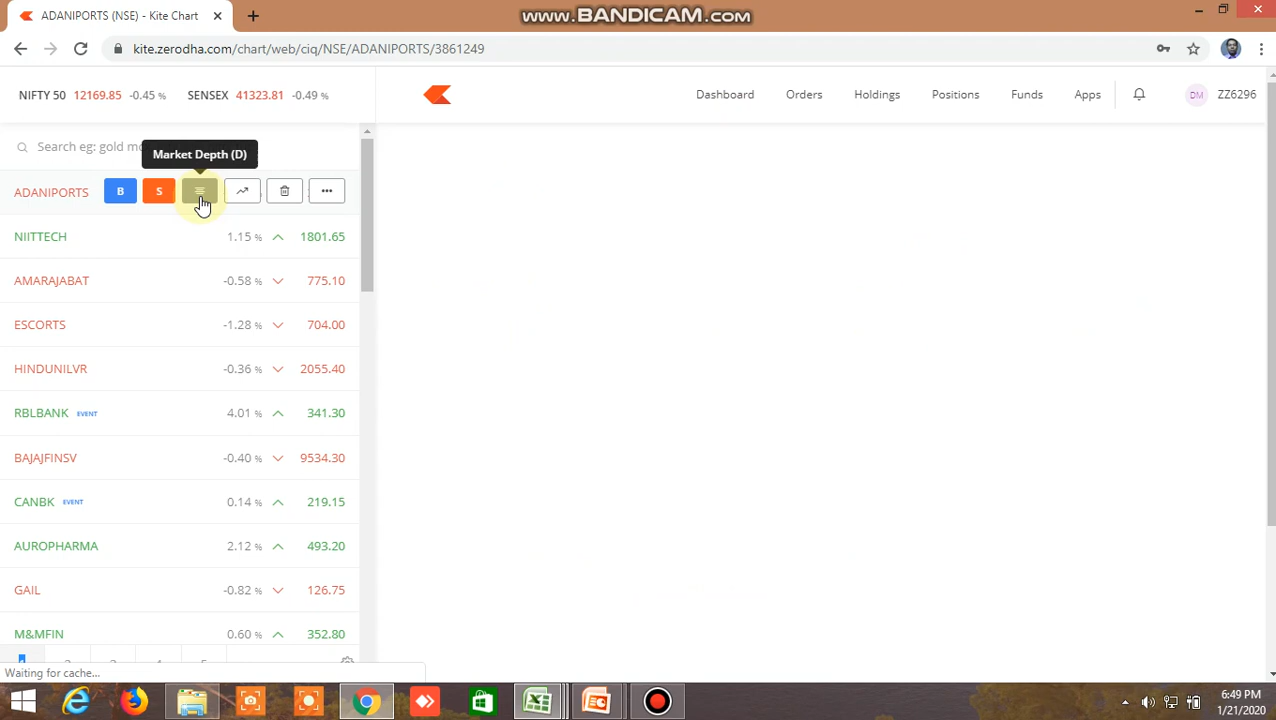 ADANIPORTS (NSE) - Kite Chart
www.BANDICAM.com
kite.zerodha.com/chart/web/ciq/NSE/ADANIPORTS/3861249
NIFTY 50 12169.85 -0.45 % SENSEX 41323.81 -0.49 %
Dashboard Orders Holdings Positions Funds Apps DM ZZ6296
Search eg: gold m
Market Depth (D)
ADANIPORTS B S
NIITTECH 1.15 % 1801.65
AMARAJABAT -0.58 % 775.10
ESCORTS -1.28 % 704.00
HINDUNILVR -0.36 % 2055.40
RBLBANK EVENT 4.01 % 341.30
BAJAJFINSV -0.40 % 9534.30
CANBK EVENT 0.14 % 219.15
AUROPHARMA 2.12 % 493.20
GAIL -0.82 % 126.75
M&MFIN 0.60 % 352.80
Waiting for cache...
6:49 PM
1/21/2020